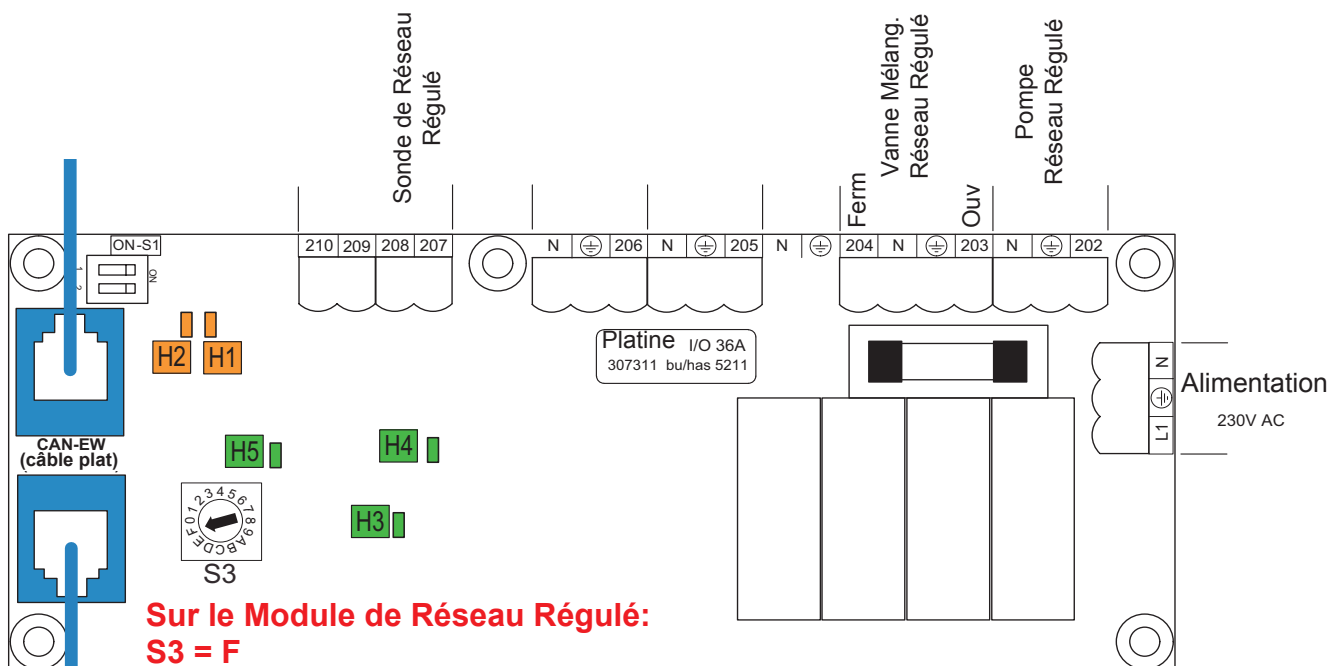 Sonde de Réseau
Régulé
Vanne Mélang.
Réseau Régulé
Pompe
Réseau Régulé
Ferm
Ouv
ON-S1
1
2
ON
210 209 208 207
N 206 N 205 N 204 N 203 N 202
H2 H1
Platine I/O 36A
307311 bu/has 5211
N
L1
Alimentation
230V AC
CAN-EW
(câble plat)
H5
H4
H3
0123456789ABCDEF
S3
Sur le Module de Réseau Régulé:
S3 = F